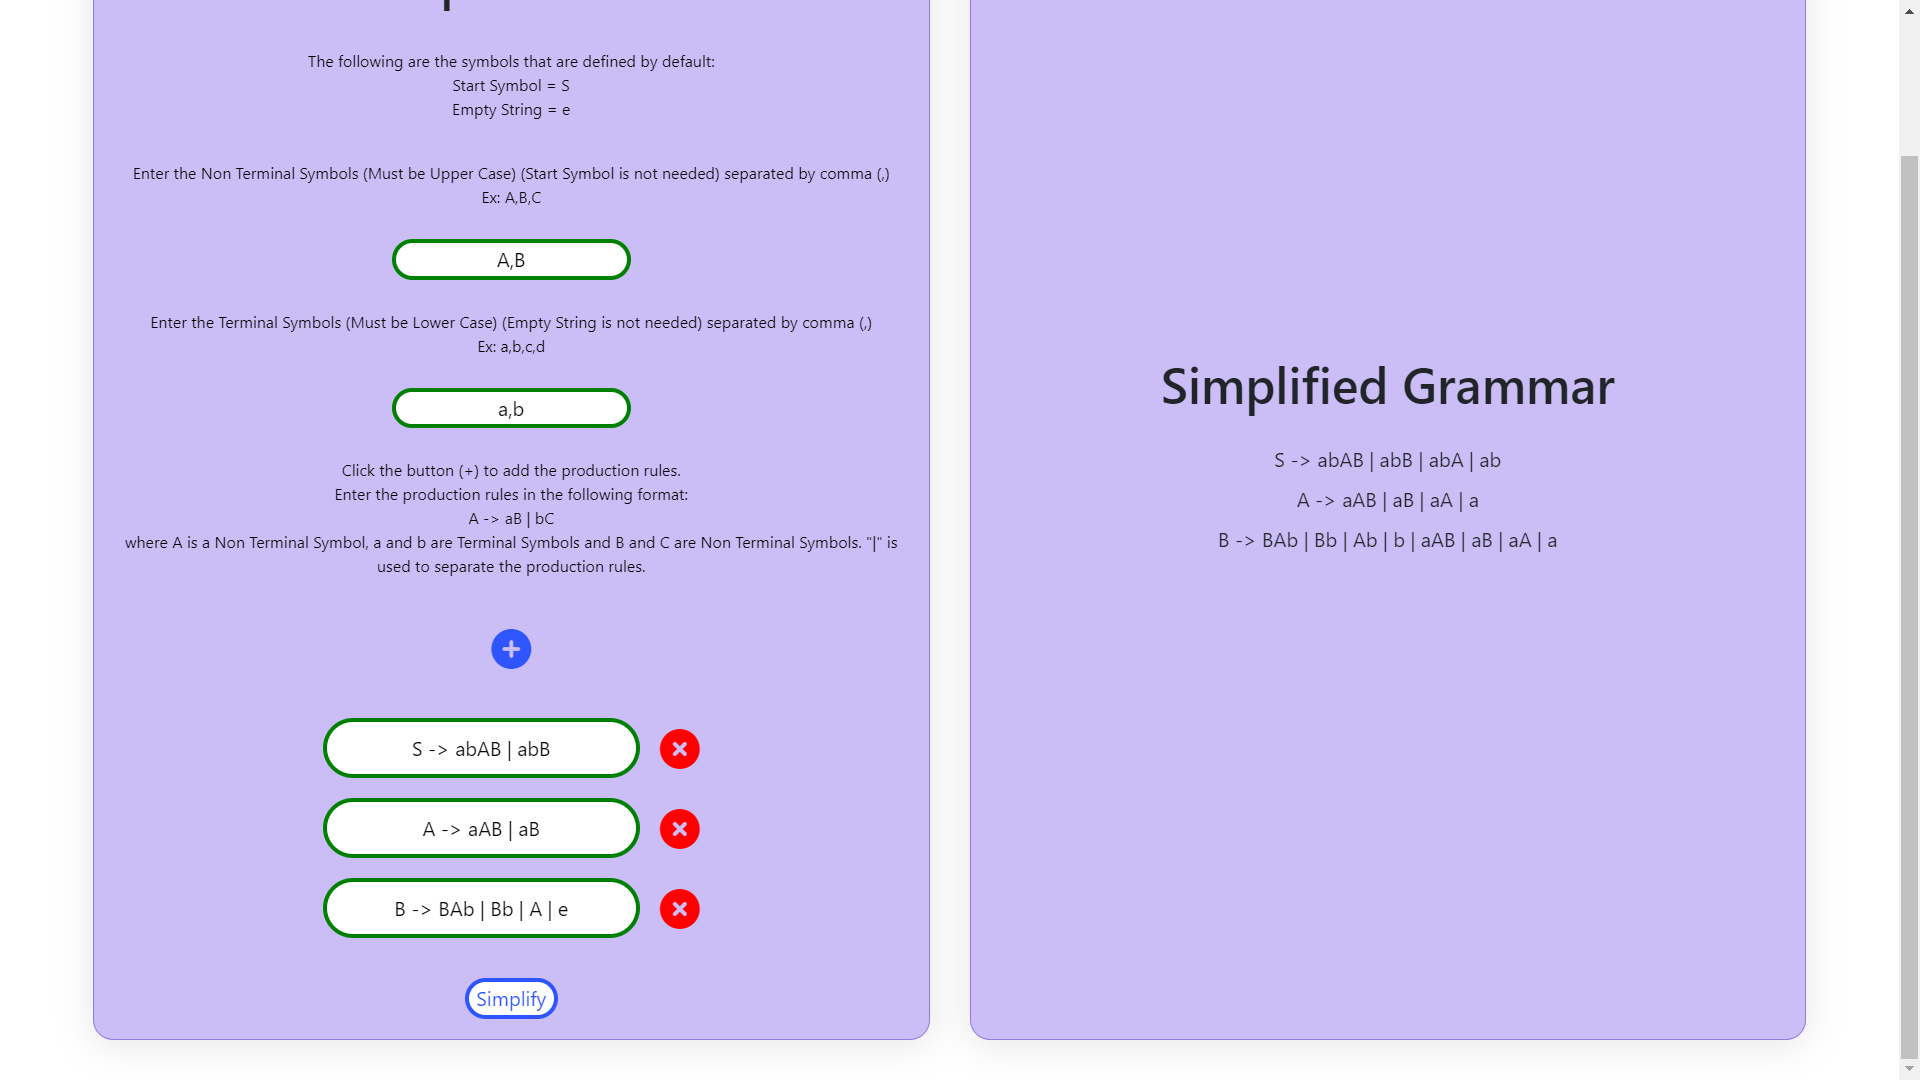 The following are the symbols that are defined by default:
Start Symbol = S
Empty String = e
Enter the Non Terminal Symbols (Must be Upper Case) (Start Symbol is not needed) separated by comma (,)
Ex: A,B,C
A,B
Enter the Terminal Symbols (Must be Lower Case) (Empty String is not needed) separated by comma (,)
Ex: a,b,c,d
a,b
Click the button (+) to add the production rules.
Enter the production rules in the following format:
A -> aB | bC
where A is a Non Terminal Symbol, a and b are Terminal Symbols and B and C are Non Terminal Symbols. "|" is
used to separate the production rules.
S -> abAB | abB
A -> aAB | aB
B -> BAb | Bb | A | e
Simplify
Simplified Grammar
S -> abAB | abB | abA | ab
A -> aAB | aB | aA | a
B -> BAb | Bb | Ab | b | aAB | aB | aA | a